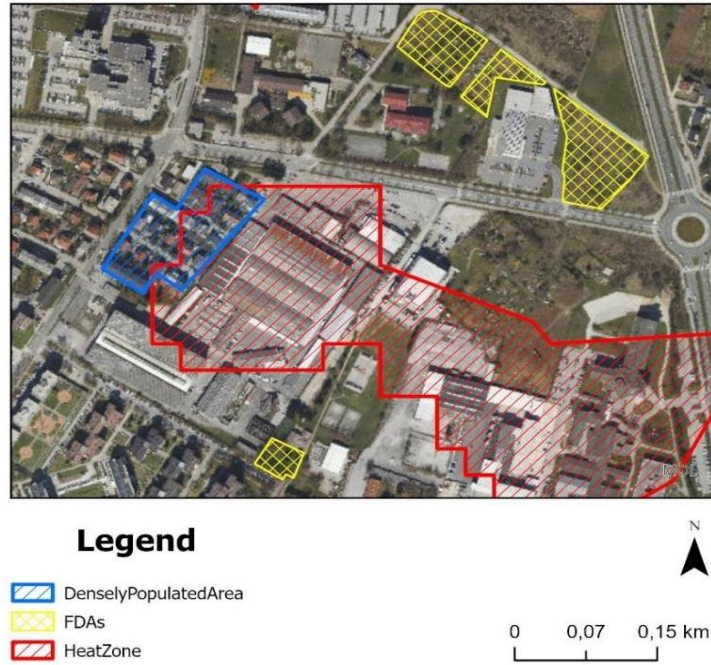 Legend
N
DenselyPopulatedArea
FDAs
HeatZone
0 0,07 0,15 km